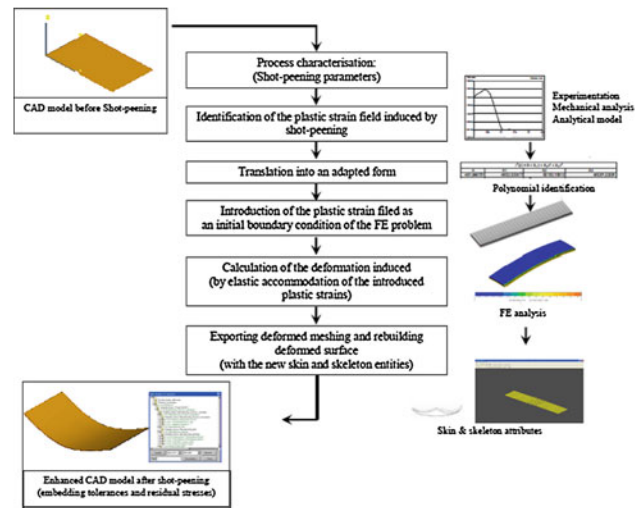 CAD model before Shot-peening
Process characterisation:
(Shot-peening parameters)
Identification of the plastic strain field induced by
shot-peening
Translation into an adapted form
Introduction of the plastic strain filed as
an initial boundary condition of the FE problem
Calculation of the deformation induced
(by elastic accommodation of the introduced
plastic strains)
Exporting deformed meshing and rebuilding
deformed surface
(with the new skin and skeleton entities)
Enhanced CAD model after shot-peening
(embedding tolerances and residual stresses)
Experimentation
Mechanical analysis
Analytical model
Polynomial identification
FE analysis
Skin & skeleton attributes